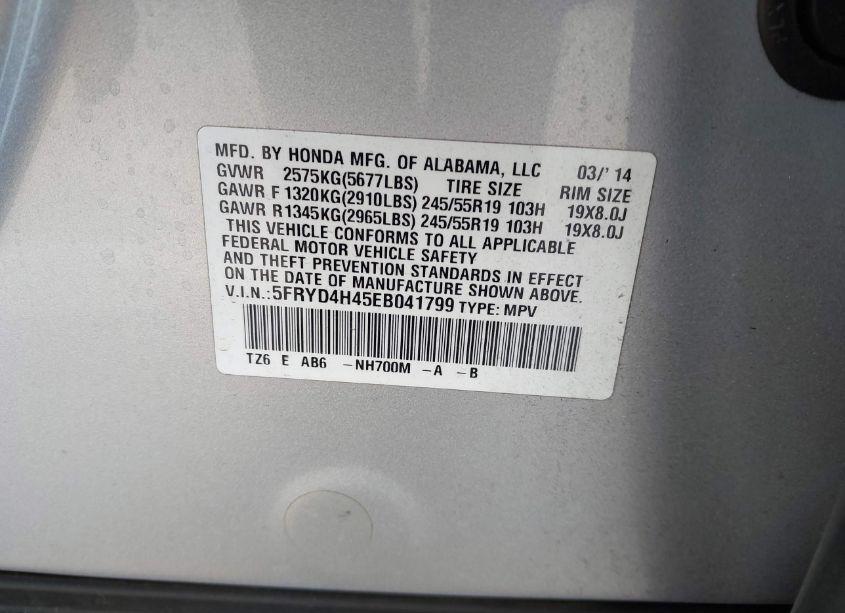 MFD. BY HONDA MFG. OF ALABAMA, LLC 03/' 14
GVWR 2575KG(5677LBS) TIRE SIZE RIM SIZE
GAWR F 1320KG(2910LBS) 245/55R19 103H 19X8.0J
GAWR R1345KG(2965LBS) 245/55R19 103H 19X8.0J
THIS VEHICLE CONFORMS TO ALL APPLICABLE
FEDERAL MOTOR VEHICLE SAFETY
AND THEFT PREVENTION STANDARDS IN EFFECT
ON THE DATE OF MANUFACTURE SHOWN ABOVE.
V.I.N.:5FRYD4H45EB041799 TYPE: MPV
TZ6 E AB6 -NH700M -A -B